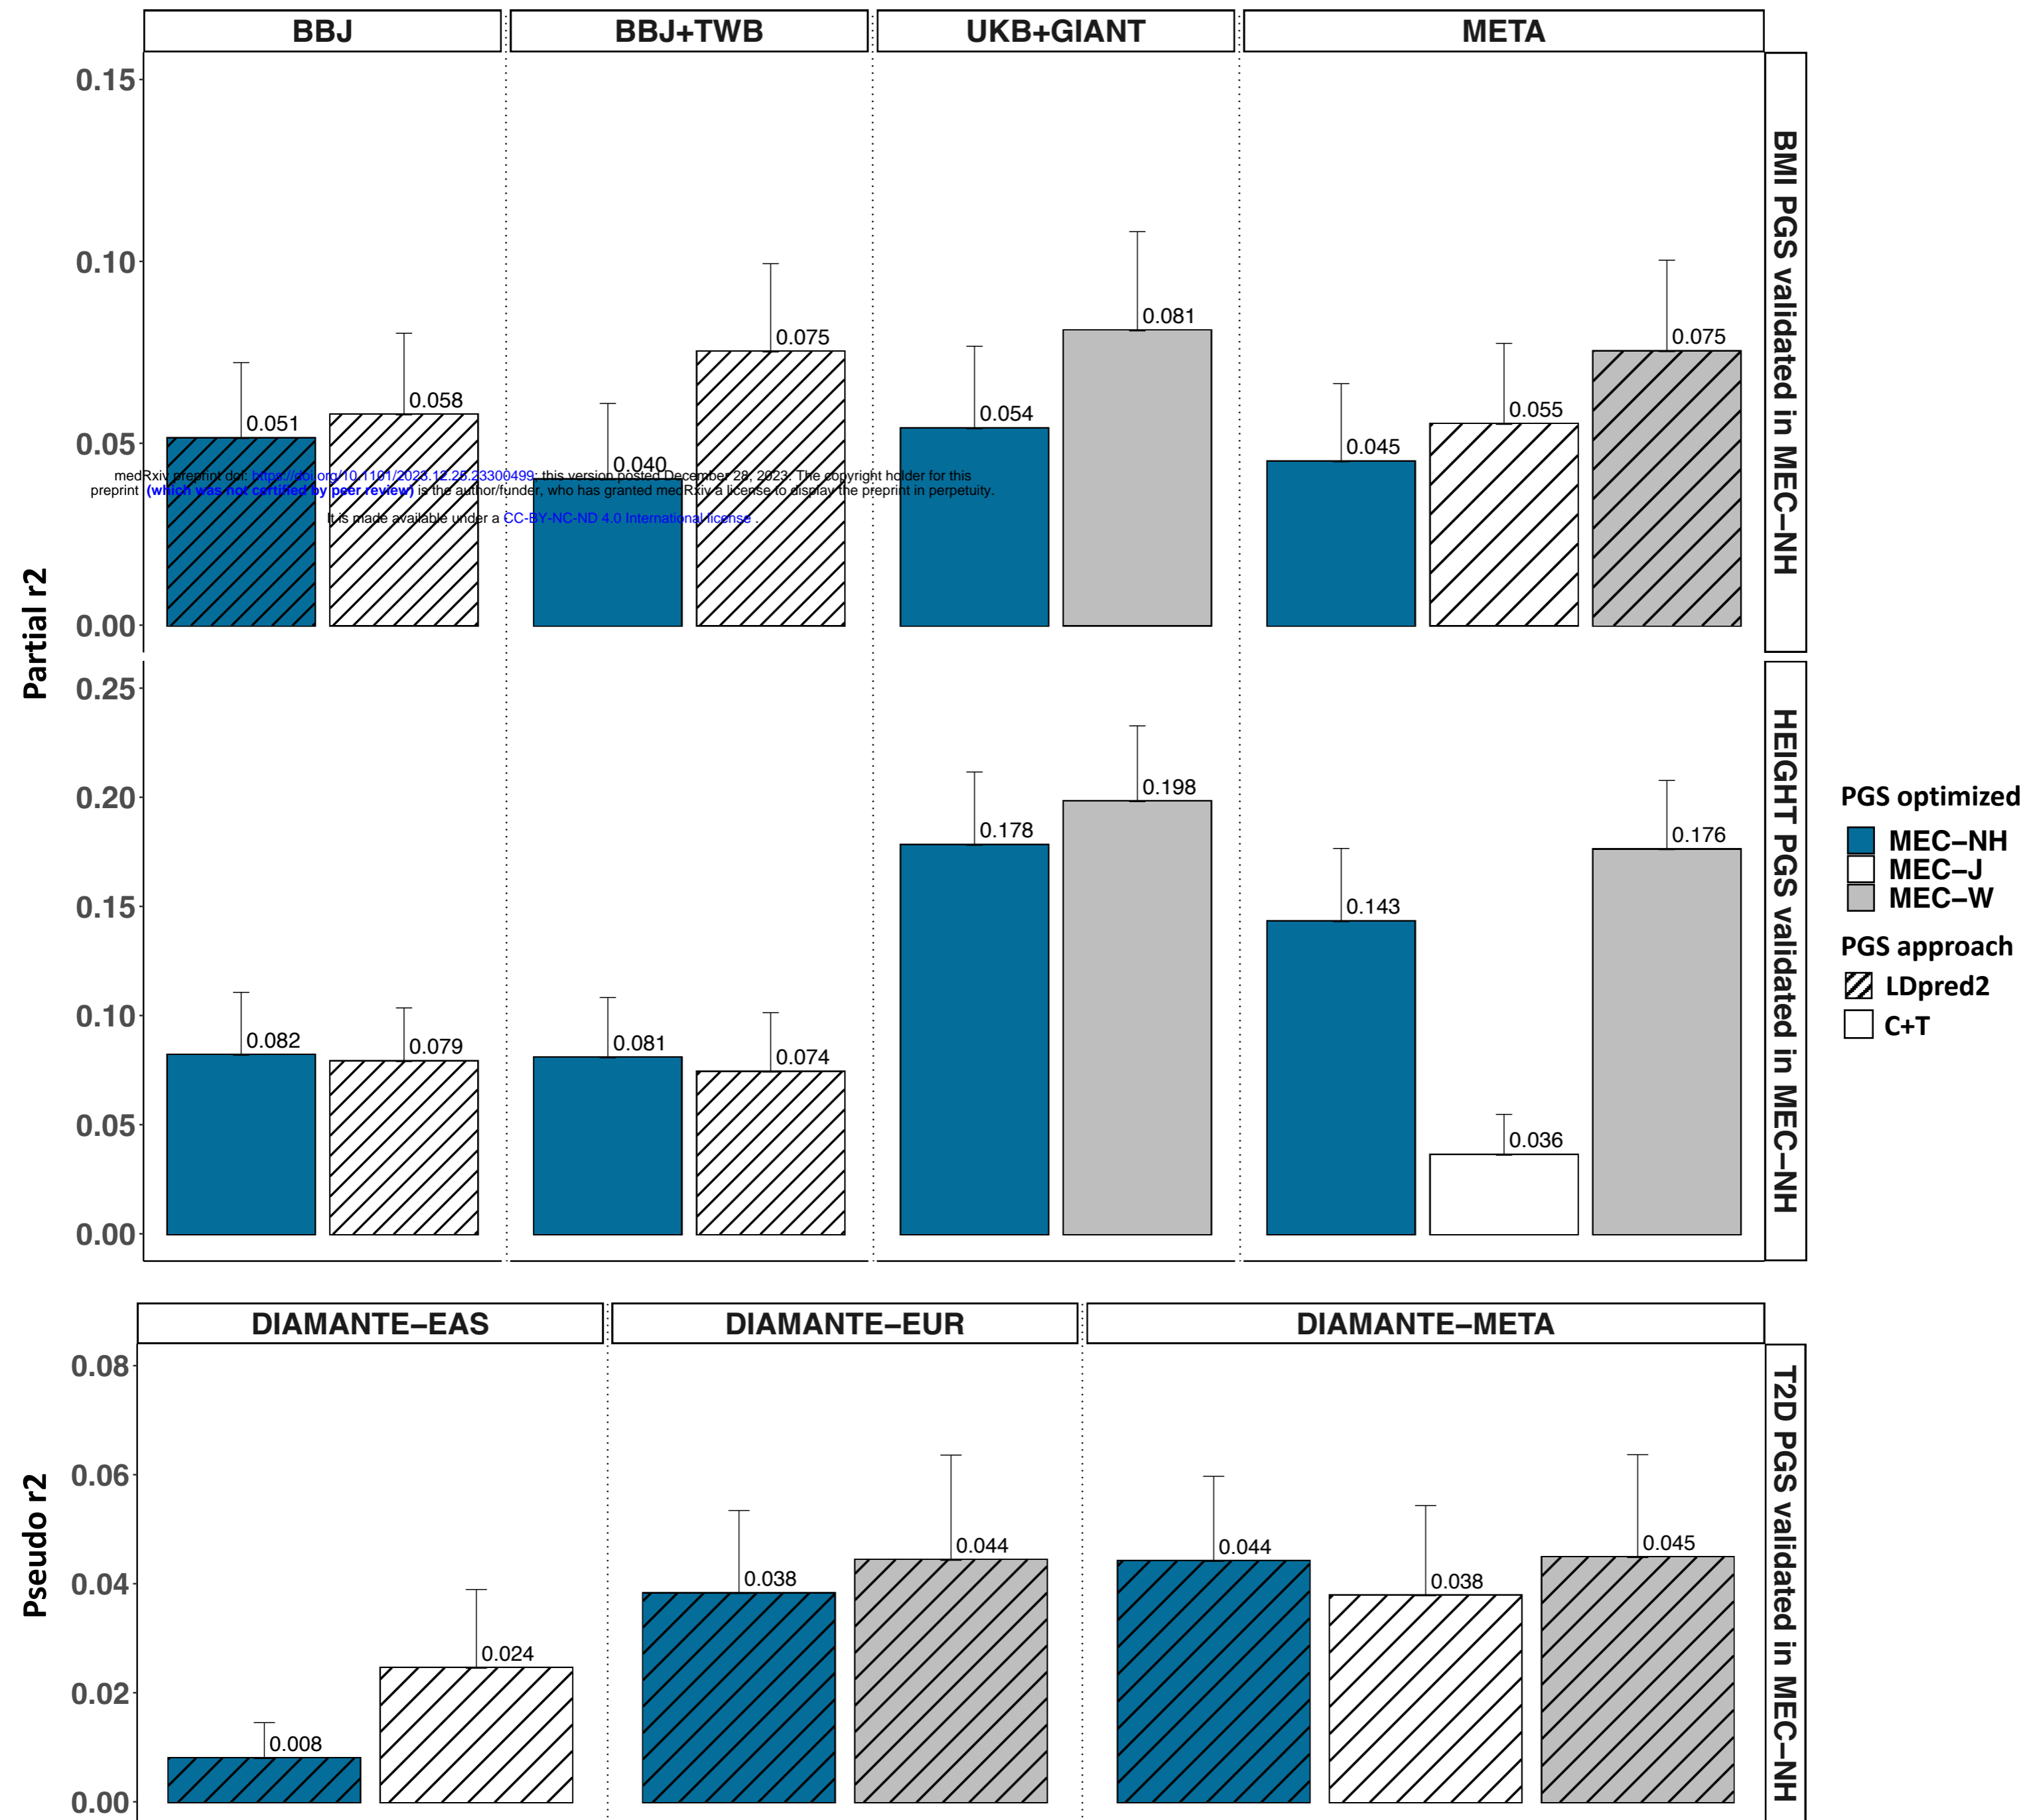 BBJ BBJ+TWB UKB+GIANT META
0.15
0.10
0.05
0.00
0.051
0.058
0.040
0.075
0.054
0.081
0.045
0.055
0.075
BMI PGS validated in MEC−NH
medRxiv preprint doi: https://doi.org/10.1101/2023.12.25.23300499; this version posted December 28, 2023. The copyright holder for this
preprint (which was not certified by peer review) is the author/funder, who has granted medRxiv a license to display the preprint in perpetuity.
It is made available under a CC-BY-NC-ND 4.0 International license .
Partial r2
0.25
0.20
0.15
0.10
0.05
0.00
0.082
0.079
0.081
0.074
0.178
0.198
0.143
0.036
0.176
HEIGHT PGS validated in MEC−NH
PGS optimized
MEC−NH
MEC−J
MEC−W
PGS approach
LDpred2
C+T
DIAMANTE−EAS DIAMANTE−EUR DIAMANTE−META
Pseudo r2
0.08
0.06
0.04
0.02
0.00
0.008
0.024
0.038
0.044
0.044
0.038
0.045
T2D PGS validated in MEC−NH